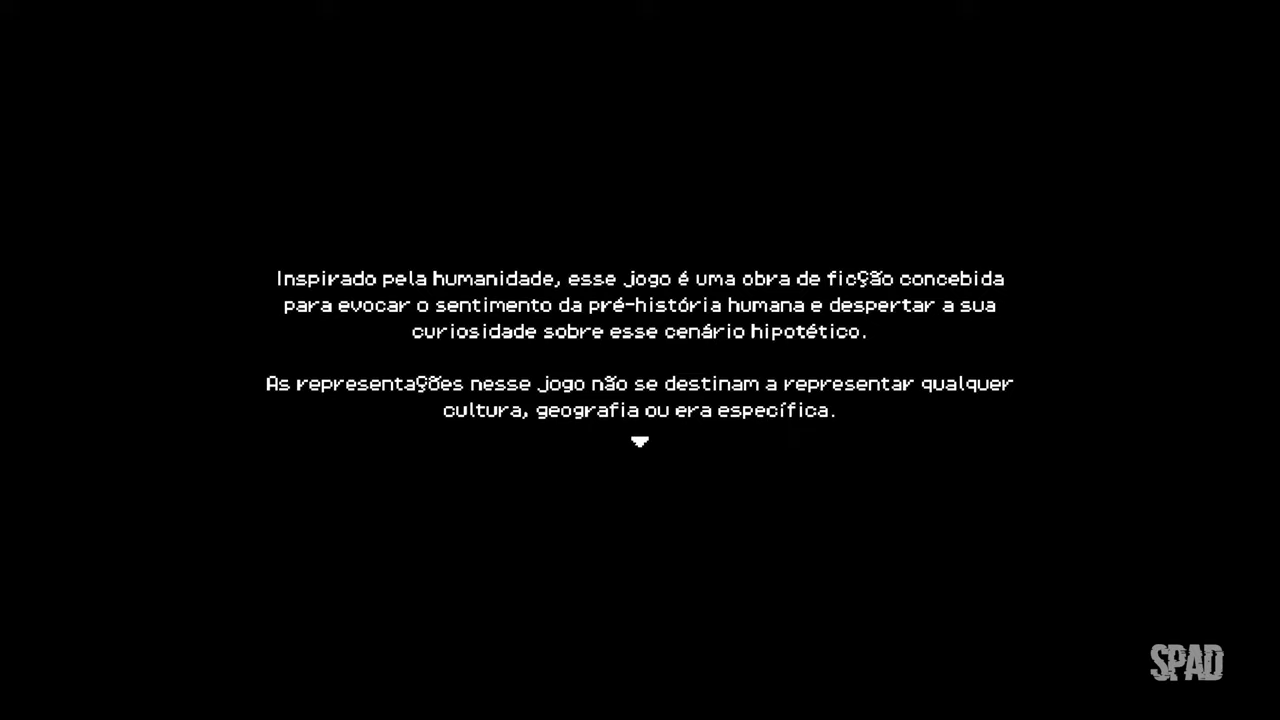 Inspirado pela humanidade, esse jogo é uma obra de ficção concebida
para evocar o sentimento da pré-história humana e despertar a sua
curiosidade sobre esse cenário hipotético.
As representações nesse jogo não se destinam a representar qualquer
cultura, geografia ou era específica.
SPAD